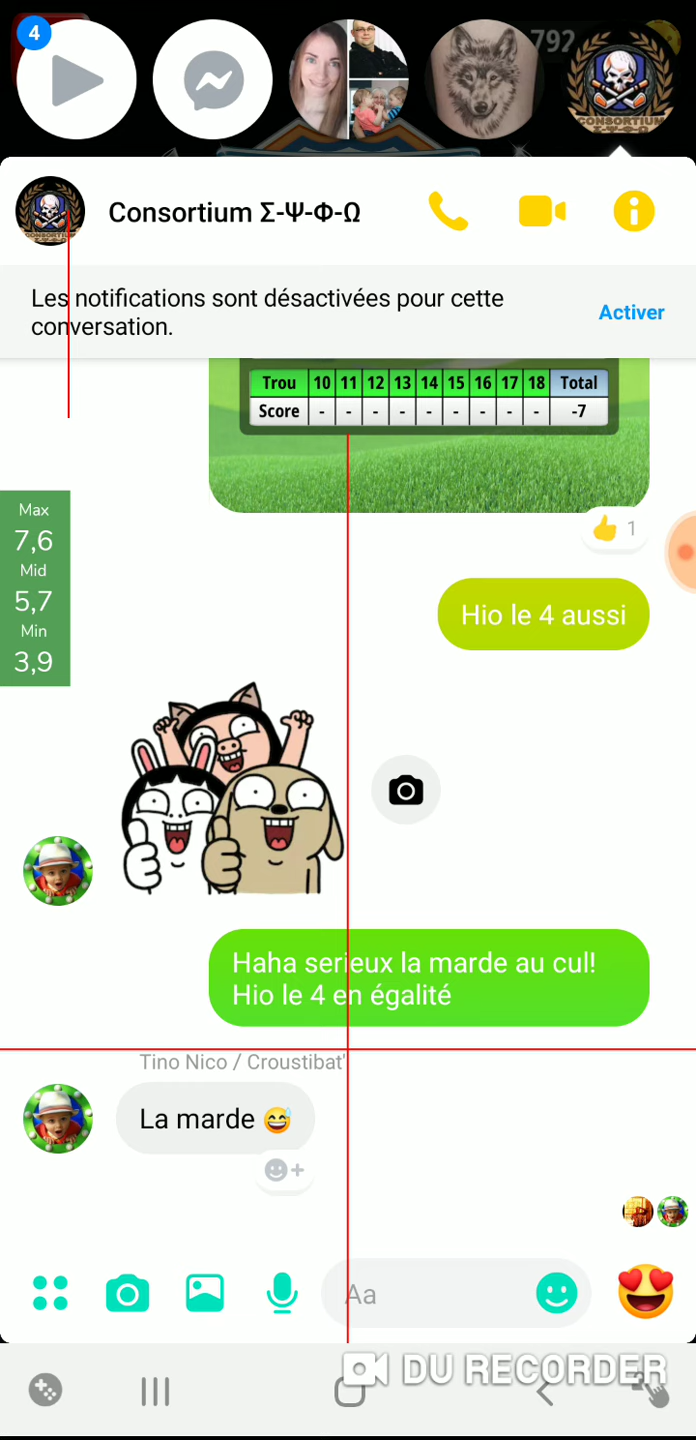 4
792
CONSORTIUM
Σ-Ψ-Φ-Ω
Consortium Σ-Ψ-Φ-Ω
Les notifications sont désactivées pour cette
conversation.
Activer
Trou 10 11 12 13 14 15 16 17 18 Total
Score - - - - - - - - - -7
1
Max
7,6
Mid
5,7
Min
3,9
Hio le 4 aussi
Haha serieux la marde au cul!
Hio le 4 en égalité
Tino Nico / Croustibat'
La marde 😅
Aa
DU RECORDER